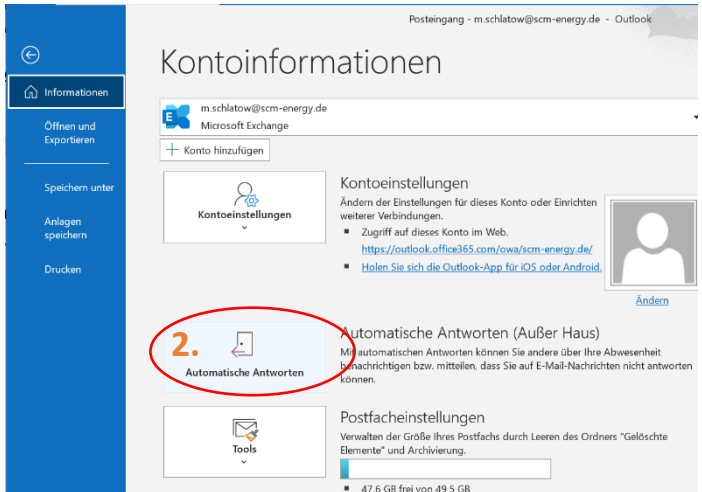 Posteingang - m.schlatow@scm-energy.de - Outlook
Kontoinformationen
Informationen
Öffnen und
Exportieren
Speichern unter
Anlagen
speichern
Drucken
E
m.schlatow@scm-energy.de
Microsoft Exchange
Konto hinzufügen
Kontoeinstellungen
Kontoeinstellungen
Ändern der Einstellungen für dieses Konto oder Einrichten
weiterer Verbindungen.
Zugriff auf dieses Konto im Web.
https://outlook.office365.com/owa/scm-energy.de/
Holen Sie sich die Outlook-App für iOS oder Android.
Ändern
2.
Automatische Antworten
Automatische Antworten (Außer Haus)
Mit automatischen Antworten können Sie andere über Ihre Abwesenheit
benachrichtigen bzw. mitteilen, dass Sie auf E-Mail-Nachrichten nicht antworten
können.
Tools
Postfacheinstellungen
Verwalten der Größe Ihres Postfachs durch Leeren des Ordners "Gelöschte
Elemente" und Archivierung.
47,6 GB frei von 49,5 GB